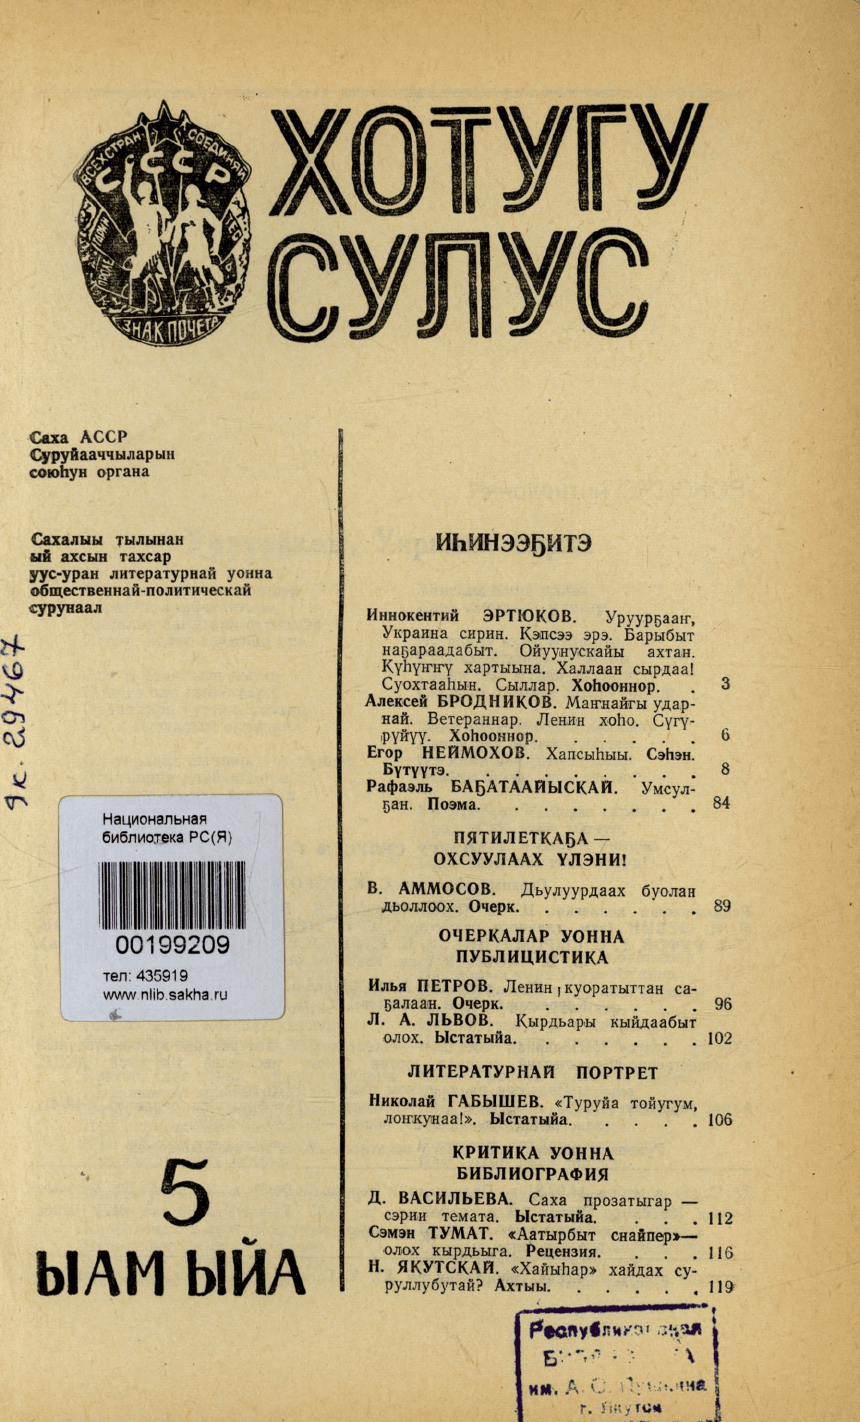 ХОТУГУ
СУЛУС
ВСЕХ СТРАН СОЕДИНЯЙ
СССР
ЗНАК ПОЧЕТА
Саха АССР
Суруйааччыларын
союһун органа
Сахалыы тылынан
ый ахсын тахсар
уус-уран литературнай уонна
общественнай-политическай
сурунаал
Национальная
библиотека РС(Я)
00199209
тел: 435919
www.nlib.sakha.ru
5
ЫАМ ЫЙА
ИҺИНЭЭҔИТЭ
Иннокентий ЭРТЮКОВ. Уруурҕааҥ,
Украина сирин. Кэпсээ эрэ. Барыбыт
наҕараадабыт. Ойуунускайы ахтан.
Күһүҥҥү хартыына. Халлаан сырдаа!
Суохтааһын. Сыллар. Хоһооннор. . 3
Алексей БРОДНИКОВ. Маҥнайгы удар-
най. Ветераннар. Ленин хоһо. Сүгү-
рүйүү. Хоһооннор. . . . . . 6
Егор НЕЙМОХОВ. Хапсыһыы. Сэһэн.
Бүтүүтэ. . . . . . . . . 8
Рафаэль БАҔАТААЙЫСКАЙ. Умсул-
ҕан. Поэма. . . . . . . . 84
ПЯТИЛЕТКАҔА —
ОХСУУЛААХ ҮЛЭНИ!
В. АММОСОВ. Дьулуурдаах буолан
дьоллоох. Очерк. . . . . . . 89
ОЧЕРКАЛАР УОННА
ПУБЛИЦИСТИКА
Илья ПЕТРОВ. Ленин куоратыттан са-
ҕалаан. Очерк. . . . . . . 96
Л. А. ЛЬВОВ. Кырдьары кыйдаабыт
олох. Ыстатыйа. . . . . . . 102
ЛИТЕРАТУРНАЙ ПОРТРЕТ
Николай ГАБЫШЕВ. «Туруйа тойугум,
лоҥкунаа!». Ыстатыйа. . . . . 106
КРИТИКА УОННА
БИБЛИОГРАФИЯ
Д. ВАСИЛЬЕВА. Саха прозатыгар —
сэрии темата. Ыстатыйа. . . . 112
Сэмэн ТУМАТ. «Аатырбыт снайпер»—
олох кырдьыга. Рецензия. . . . 116
Н. ЯКУТСКАЙ. «Хайыһар» хайдах су-
руллубутай? Ахтыы. . . . . . 119
им. А. С.
г. Якутск